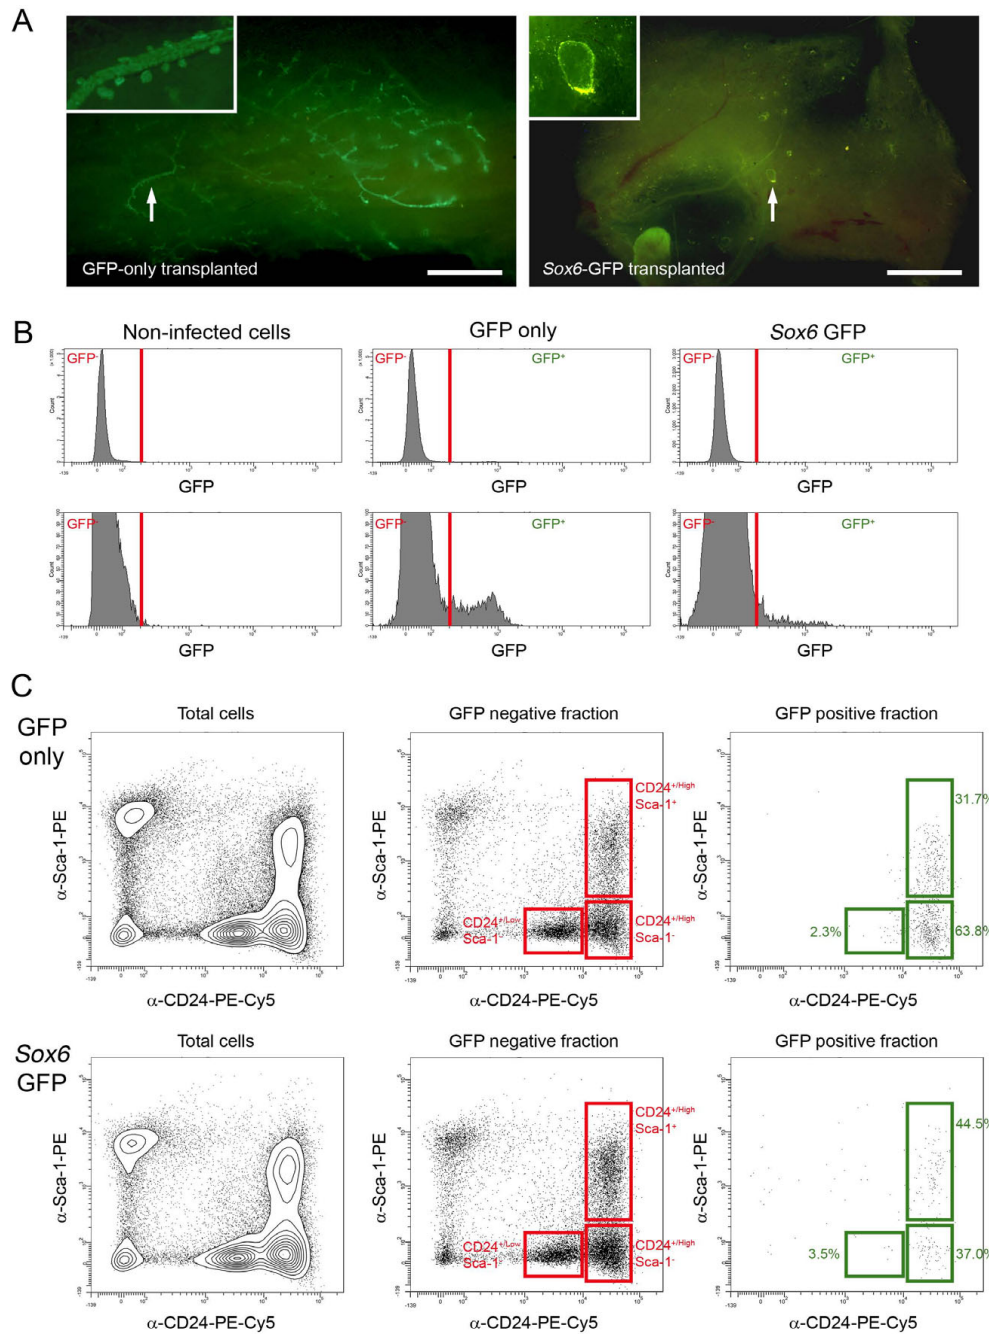 A
GFP-only transplanted
Sox6-GFP transplanted
B
Non-infected cells
GFP only
Sox6 GFP
GFP-
GFP-
GFP+
GFP-
GFP+
Count
Count
Count
GFP
GFP
GFP
GFP-
GFP-
GFP+
GFP-
GFP+
Count
Count
Count
GFP
GFP
GFP
C
GFP
only
Total cells
GFP negative fraction
GFP positive fraction
α-Sca-1-PE
α-Sca-1-PE
α-Sca-1-PE
CD24+/High
Sca-1+
31.7%
CD24+/Low
Sca-1-
CD24+/High
Sca-1-
2.3%
63.8%
α-CD24-PE-Cy5
α-CD24-PE-Cy5
α-CD24-PE-Cy5
Sox6
GFP
Total cells
GFP negative fraction
GFP positive fraction
α-Sca-1-PE
α-Sca-1-PE
α-Sca-1-PE
CD24+/High
Sca-1+
44.5%
CD24+/Low
Sca-1-
CD24+/High
Sca-1-
3.5%
37.0%
α-CD24-PE-Cy5
α-CD24-PE-Cy5
α-CD24-PE-Cy5